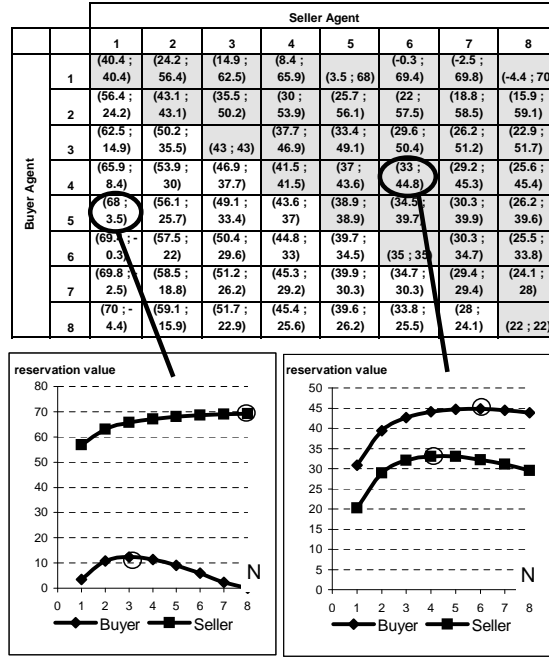 Seller Agent
1 2 3 4 5 6 7 8
(40.4 ; (24.2 ; (14.9 ; (8.4 ; (-0.3 ; (-2.5 ;
1 40.4) 56.4) 62.5) 65.9) (3.5 ; 68) 69.4) 69.8) (-4.4 ; 70
(56.4 ; (43.1 ; (35.5 ; (30 ; (25.7 ; (22 ; (18.8 ; (15.9 ;
2 24.2) 43.1) 50.2) 53.9) 56.1) 57.5) 58.5) 59.1)
(62.5 ; (50.2 ; (37.7 ; (33.4 ; (29.6 ; (26.2 ; (22.9 ;
3 14.9) 35.5) (43 ; 43) 46.9) 49.1) 50.4) 51.2) 51.7)
(65.9 ; (53.9 ; (46.9 ; (41.5 ; (37 ; (33 ; (29.2 ; (25.6 ;
4 8.4) 30) 37.7) 41.5) 43.6) 44.8) 45.3) 45.4)
(68 ; (56.1 ; (49.1 ; (43.6 ; (38.9 ; (34.5 ; (30.3 ; (26.2 ;
5 3.5) 25.7) 33.4) 37) 38.9) 39.7) 39.9) 39.6)
(57.5 ; (50.4 ; (44.8 ; (39.7 ; (30.3 ; (25.5 ;
6 0.3) 22) 29.6) 33) 34.5) (35 ; 35) 34.7) 33.8)
(69.8 ; (58.5 ; (51.2 ; (45.3 ; (39.9 ; (34.7 ; (29.4 ; (24.1 ;
7 2.5) 18.8) 26.2) 29.2) 30.3) 30.3) 29.4) 28)
(70 ; - (59.1 ; (51.7 ; (45.4 ; (39.6 ; (33.8 ; (28 ;
8 4.4) 15.9) 22.9) 25.6) 26.2) 25.5) 24.1) (22 ; 22)
Buyer Agent
reservation value
80
70
60
50
40
30
20
10
0
N
0 1 2 3 4 5 6 7 8
Buyer Seller
reservation value
50
45
40
35
30
25
20
15
10
5
0
N
0 1 2 3 4 5 6 7 8
Buyer Seller